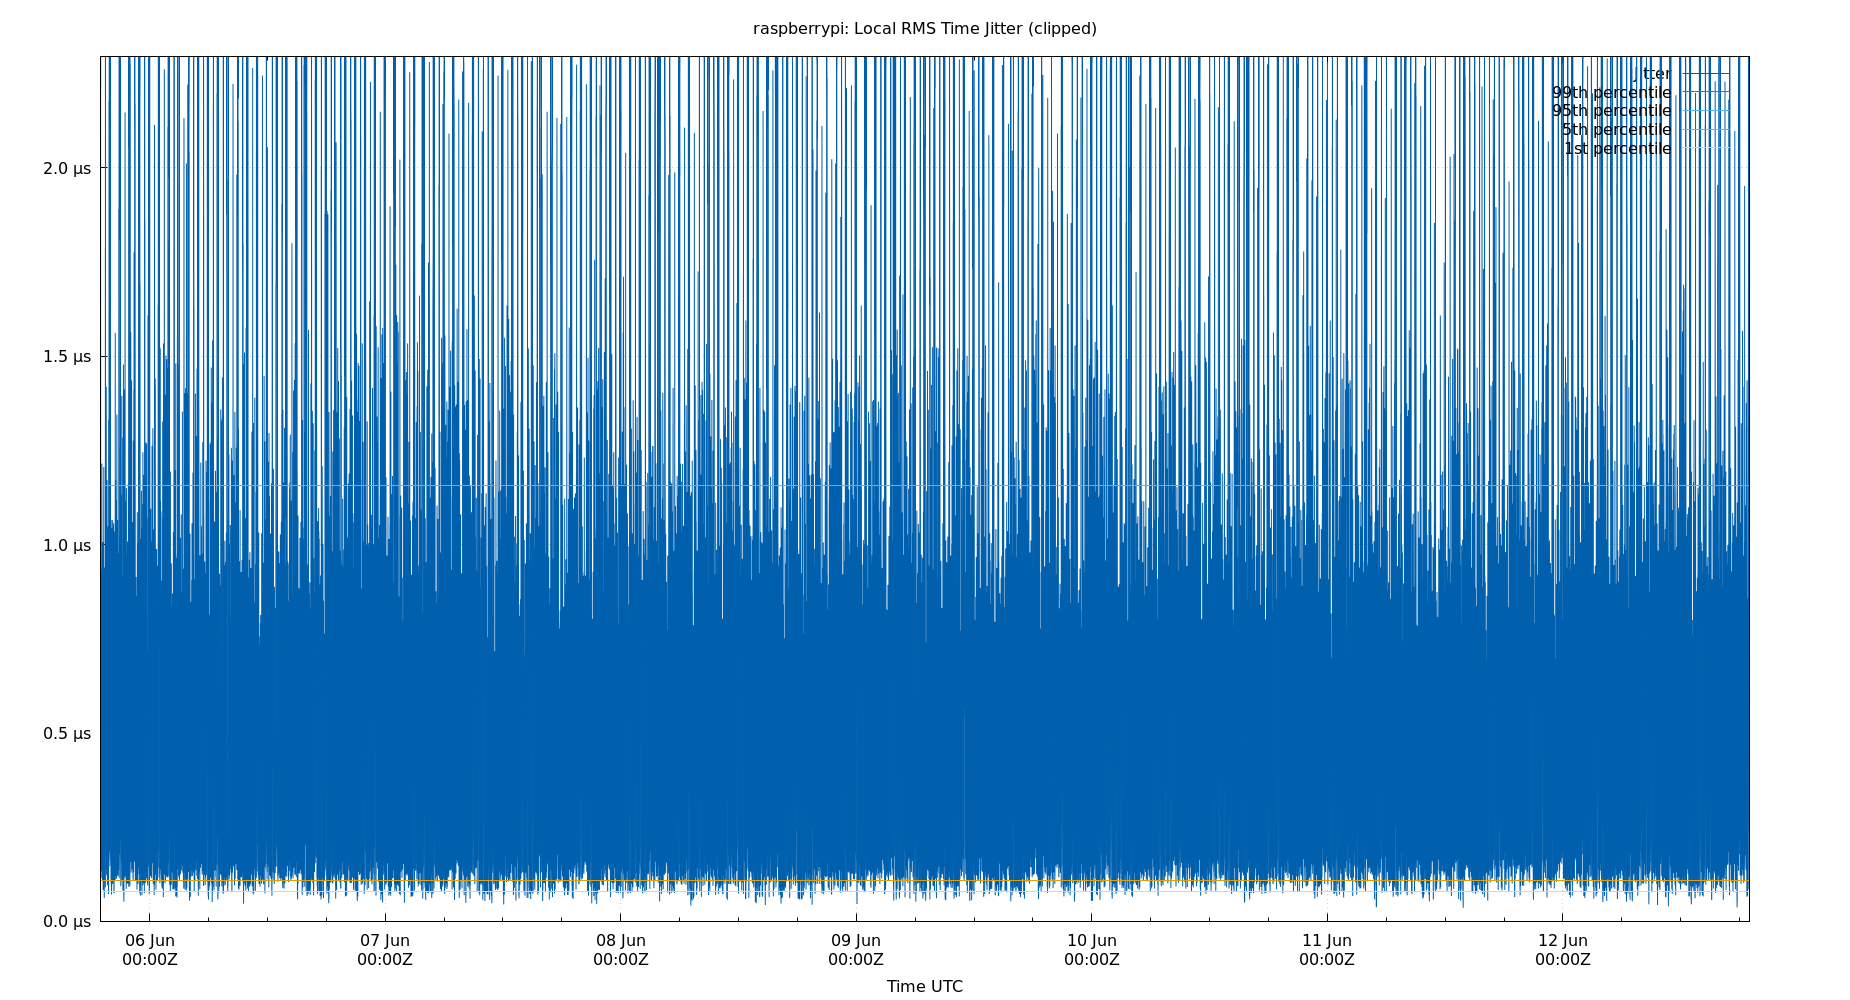 raspberrypi: Local RMS Time Jitter (clipped)
jitter
99th percentile
95th percentile
5th percentile
1st percentile
2.0 µs
1.5 µs
1.0 µs
0.5 µs
0.0 µs
06 Jun
00:00Z
07 Jun
00:00Z
08 Jun
00:00Z
09 Jun
00:00Z
10 Jun
00:00Z
11 Jun
00:00Z
12 Jun
00:00Z
Time UTC